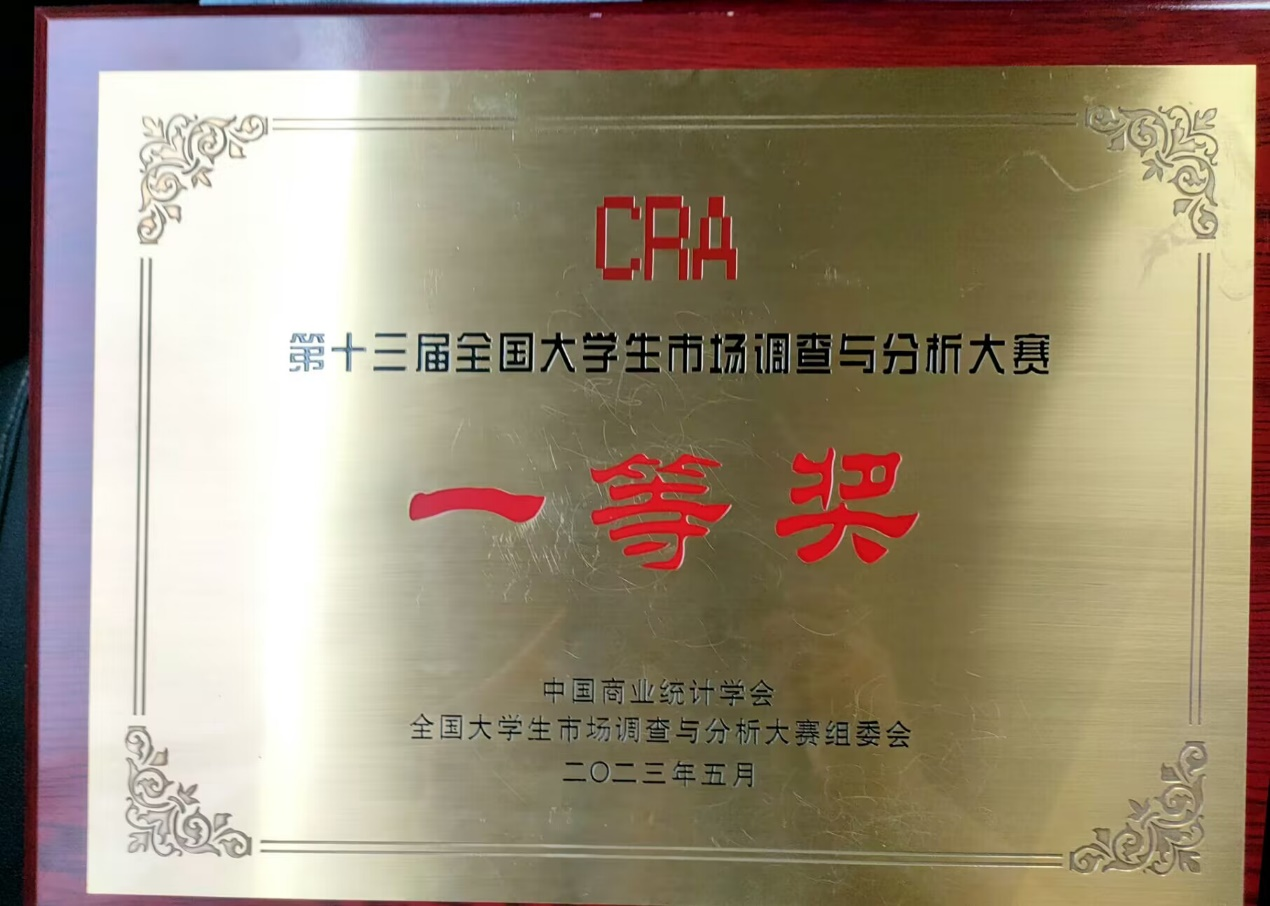 CRA
第十三届全国大学生市场调查与分析大赛
一等奖
中国商业统计学会
全国大学生市场调查与分析大赛组委会
二〇二三年五月